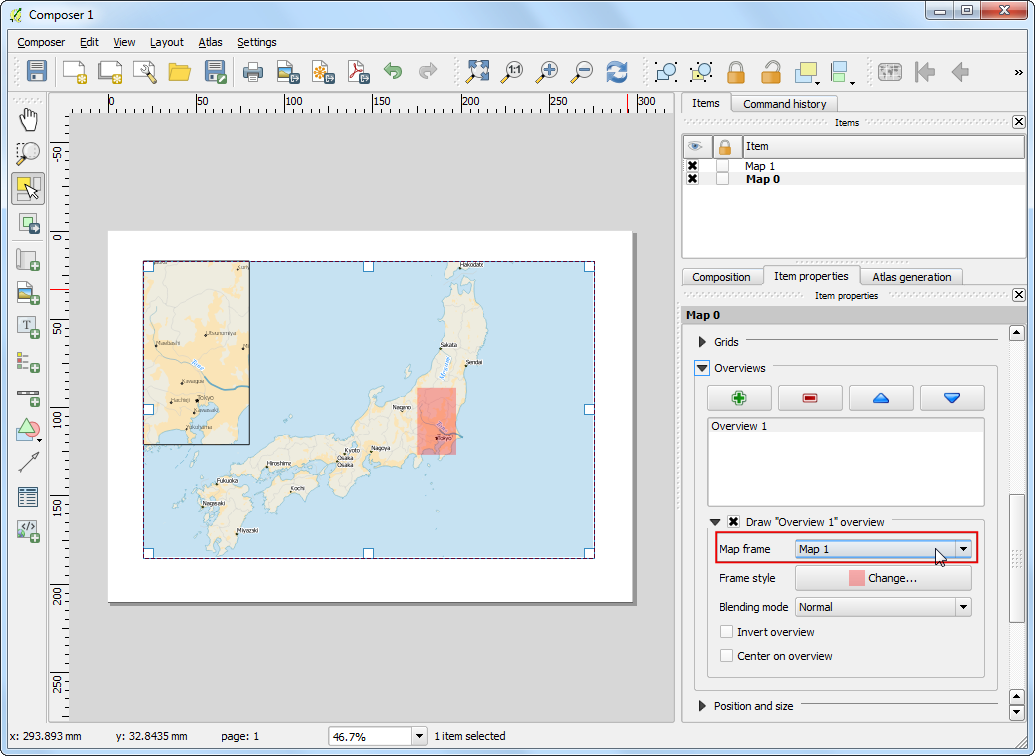 Composer 1
Composer Edit View Layout Atlas Settings
1:1
»
0 50 100 150 200 250 300
-50
0
50
100
150
200
250
Utsunomiya
Maebashi
Kawagoe
Hachioji
Tokyo
Kawasaki
Yokohama
Hakodate
Sakata
Sendai
Nagano
Tokyo
Kyoto
Nagoya
Osaka
Osaka
Hiroshima
Fukuoka
Kochi
Nagasaki
Miyazaki
Items Command history
Items
Item
Map 1
Map 0
Composition Item properties Atlas generation
Item properties
Map 0
Grids
Overviews
Overview 1
Draw "Overview 1" overview
Map frame Map 1
Frame style Change...
Blending mode Normal
Invert overview
Center on overview
Position and size
x: 293.893 mm y: 32.8435 mm page: 1 46.7% 1 item selected